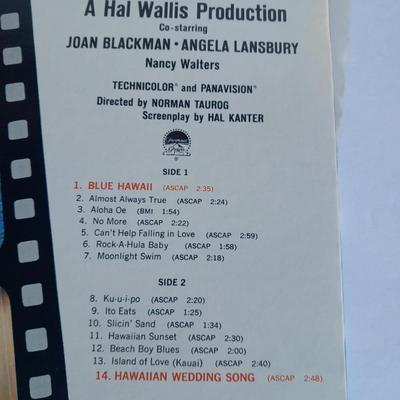 A Hal Wallis Production
Co-starring
JOAN BLACKMAN • ANGELA LANSBURY
Nancy Walters
TECHNICOLOR® and PANAVISION®
Directed by NORMAN TAUROG
Screenplay by HAL KANTER
SIDE 1
1. BLUE HAWAII (ASCAP 2:35)
2. Almost Always True (ASCAP 2:24)
3. Aloha Oe (BMI 1:54)
4. No More (ASCAP 2:22)
5. Can't Help Falling in Love (ASCAP 2:59)
6. Rock-A-Hula Baby (ASCAP 1:58)
7. Moonlight Swim (ASCAP 2:18)
SIDE 2
8. Ku-u-i-po (ASCAP 2:20)
9. Ito Eats (ASCAP 1:25)
10. Slicin' Sand (ASCAP 1:34)
11. Hawaiian Sunset (ASCAP 2:30)
12. Beach Boy Blues (ASCAP 2:00)
13. Island of Love (Kauai) (ASCAP 2:40)
14. HAWAIIAN WEDDING SONG (ASCAP 2:48)